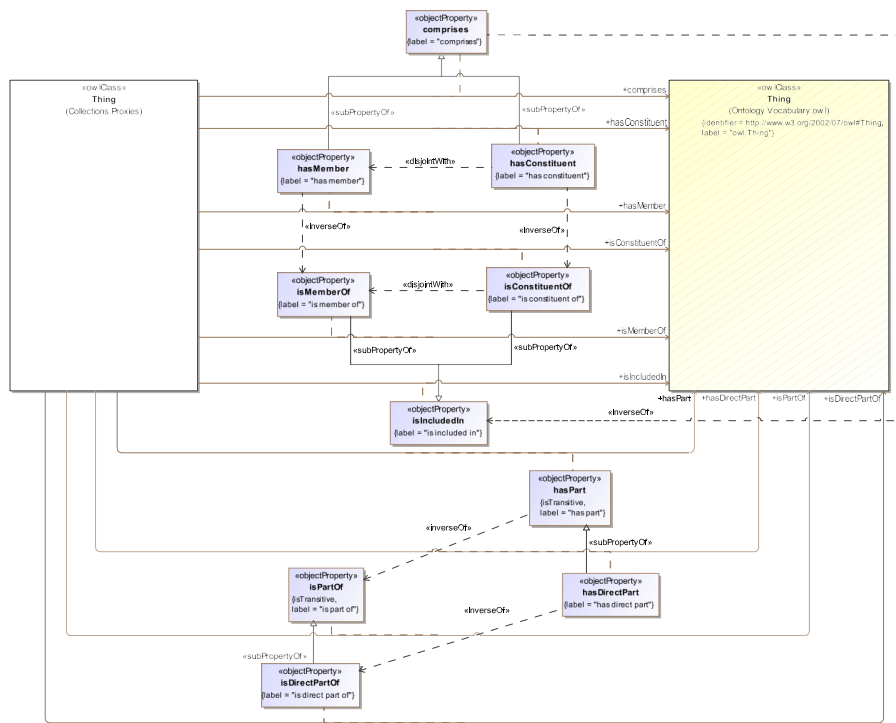 «objectProperty»
comprises
{label = "comprises"}
«owlClass»
Thing
(Collections.Proxies)
«owlClass»
Thing
(Ontology.Vocabulary.owl)
{identifier = http://www.w3.org/2002/07/owl#Thing,
label = "owl.Thing"}
+comprises
«subPropertyOf»
«subPropertyOf»
+hasConstituent
«objectProperty»
hasMember
{label = "has member"}
«disjointWith»
«objectProperty»
hasConstituent
{label = "has constituent"}
+hasMember
«InverseOf»
«InverseOf»
+isConstituentOf
«objectProperty»
isMemberOf
{label = "is member of"}
«disjointWith»
«objectProperty»
isConstituentOf
{label = "is constituent of"}
+isMemberOf
«subPropertyOf»
«subPropertyOf»
+isIncludedIn
+hasPart
+hasDirectPart
+isPartOf
+isDirectPartOf
«objectProperty»
isIncludedIn
{label = "is included in"}
«InverseOf»
«objectProperty»
hasPart
{isTransitive,
label = "has part"}
«inverseOf»
«subPropertyOf»
«objectProperty»
isPartOf
{isTransitive,
label = "is part of"}
«objectProperty»
hasDirectPart
{label = "has direct part"}
«InverseOf»
«subPropertyOf»
«objectProperty»
isDirectPartOf
{label = "is direct part of"}